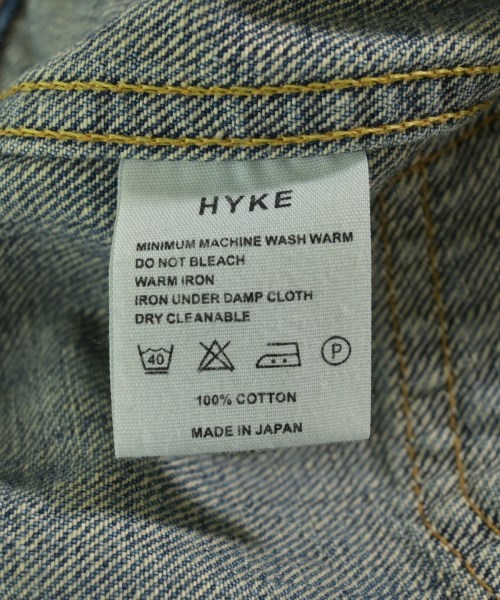 HYKE
MINIMUM MACHINE WASH WARM
DO NOT BLEACH
WARM IRON
IRON UNDER DAMP CLOTH
DRY CLEANABLE
40 P
100% COTTON
MADE IN JAPAN